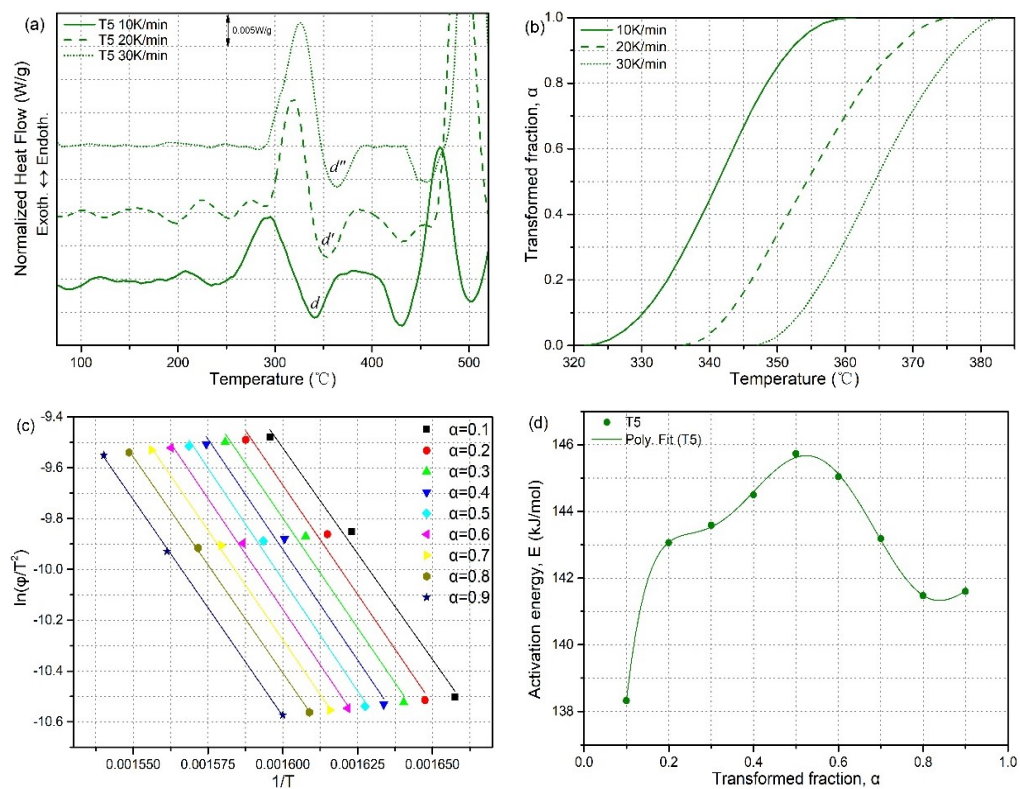 (a)
T5 10K/min
T5 20K/min
T5 30K/min
0.005W/g
d''
d'
d
Normalized Heat Flow (W/g)
Exoth. ↔ Endoth.
100 200 300 400 500
Temperature (℃)
(b)
10K/min
20K/min
30K/min
1.0
0.8
0.6
0.4
0.2
0.0
Transformed fraction, α
320 330 340 350 360 370 380
Temperature (℃)
(c)
α=0.1
α=0.2
α=0.3
α=0.4
α=0.5
α=0.6
α=0.7
α=0.8
α=0.9
-9.4
-9.6
-9.8
-10.0
-10.2
-10.4
-10.6
ln(φ/T²)
0.001550 0.001575 0.001600 0.001625 0.001650
1/T
(d)
T5
Poly. Fit (T5)
146
144
142
140
138
Activation energy, E (kJ/mol)
0.0 0.2 0.4 0.6 0.8 1.0
Transformed fraction, α